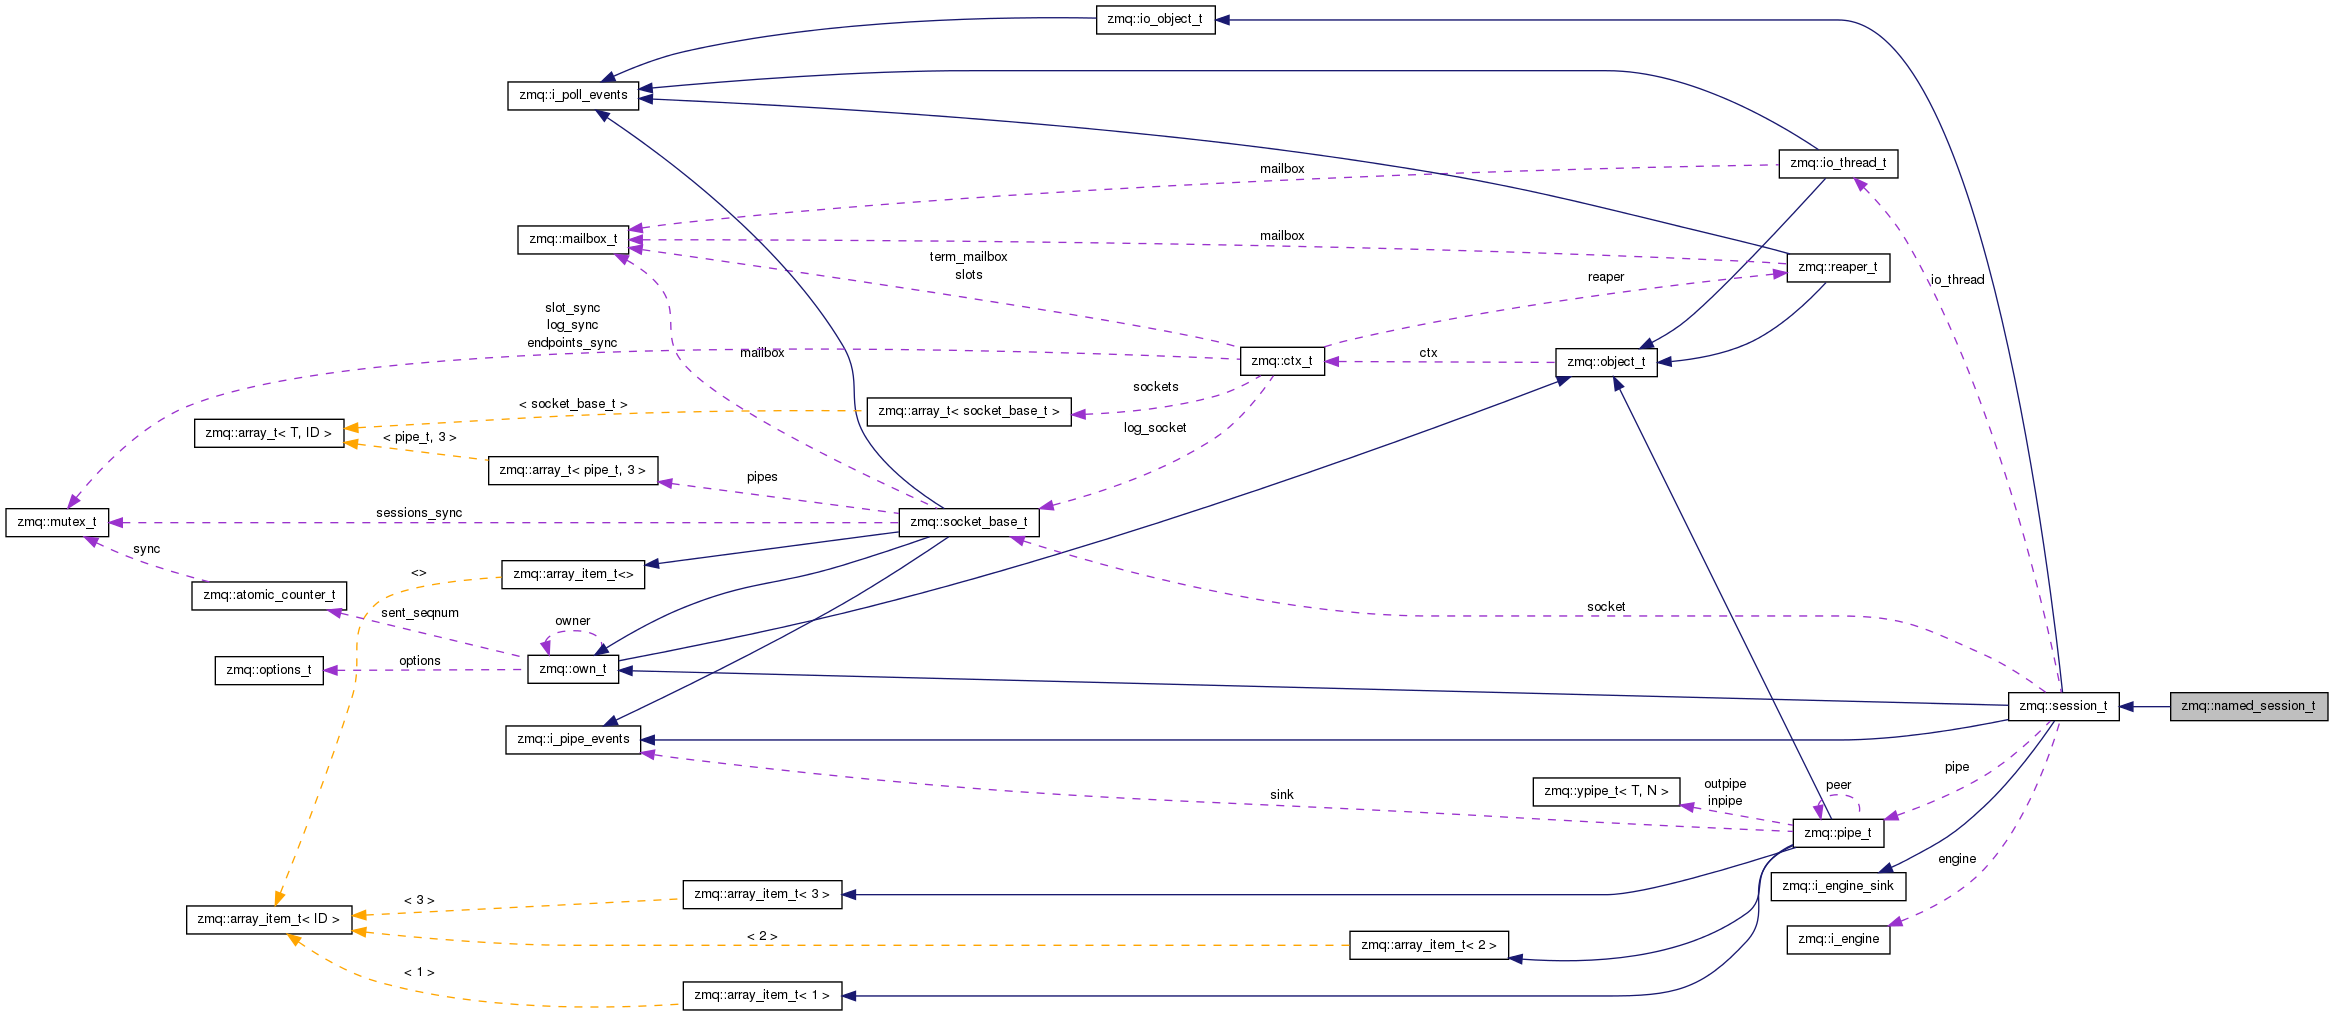 zmq::io_object_t
zmq::i_poll_events
zmq::io_thread_t
mailbox
zmq::mailbox_t
mailbox
term_mailbox
slots
zmq::reaper_t
reaper
io_thread
slot_sync
log_sync
endpoints_sync
mailbox
zmq::ctx_t
ctx
zmq::object_t
sockets
< socket_base_t >
zmq::array_t< socket_base_t >
zmq::array_t< T, ID >
< pipe_t, 3 >
log_socket
zmq::array_t< pipe_t, 3 >
pipes
zmq::mutex_t
sessions_sync
zmq::socket_base_t
sync
<>
zmq::array_item_t<>
zmq::atomic_counter_t
sent_seqnum
owner
socket
zmq::options_t
options
zmq::own_t
zmq::session_t
zmq::named_session_t
zmq::i_pipe_events
sink
pipe
zmq::ypipe_t< T, N >
outpipe
inpipe
peer
zmq::pipe_t
engine
zmq::i_engine_sink
zmq::array_item_t< 3 >
< 3 >
zmq::array_item_t< ID >
< 2 >
zmq::array_item_t< 2 >
zmq::i_engine
< 1 >
zmq::array_item_t< 1 >